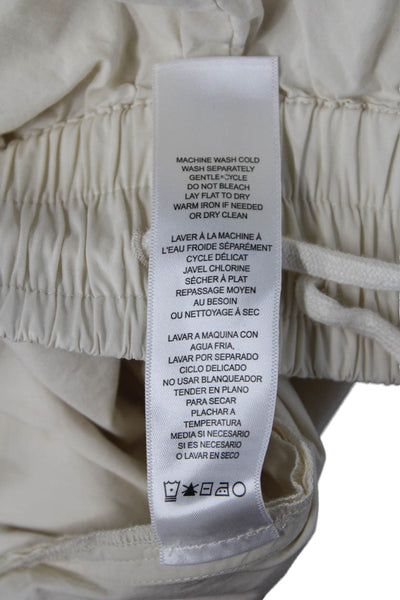 MACHINE WASH COLD
WASH SEPARATELY
GENTLE CYCLE
DO NOT BLEACH
LAY FLAT TO DRY
WARM IRON IF NEEDED
OR DRY CLEAN
LAVER À LA MACHINE À
L'EAU FROIDE SÉPARÉMENT
CYCLE DÉLICAT
JAVEL CHLORINE
SÉCHER À PLAT
REPASSAGE MOYEN
AU BESOIN
OU NETTOYAGE À SEC
LAVAR A MAQUINA CON
AGUA FRIA,
LAVAR POR SEPARADO
CICLO DELICADO
NO USAR BLANQUEADOR
TENDER EN PLANO
PARA SECAR
PLACHAR A
TEMPERATURA
MEDIA SI NECESARIO
SI ES NECESARIO
O LAVAR EN SECO